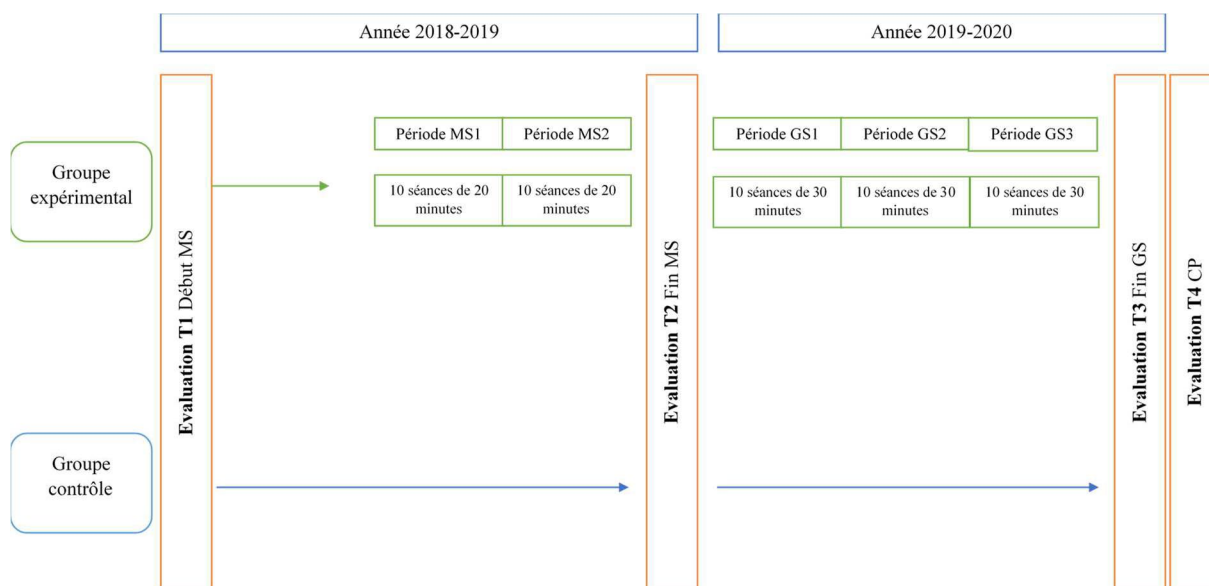 Année 2018-2019
Année 2019-2020
Période MS1
Période MS2
Période GS1
Période GS2
Période GS3
Groupe
expérimental
10 séances de 20
minutes
10 séances de 20
minutes
10 séances de 30
minutes
10 séances de 30
minutes
10 séances de 30
minutes
Evaluation T1 Début MS
Evaluation T2 Fin MS
Evaluation T3 Fin GS
Evaluation T4 CP
Groupe
contrôle